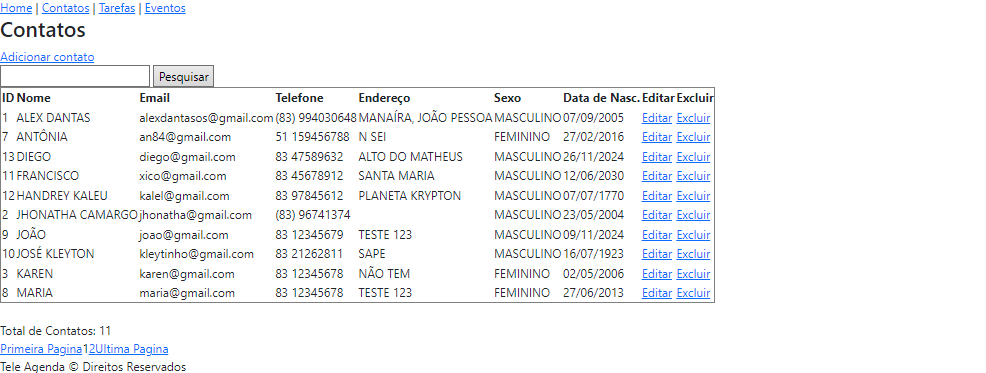 Home | Contatos | Tarefas | Eventos
Contatos
Adicionar contato
Pesquisar
ID Nome Email Telefone Endereço Sexo Data de Nasc. Editar Excluir
1 ALEX DANTAS alexdantasos@gmail.com (83) 994030648 MANAÍRA, JOÃO PESSOA MASCULINO 07/09/2005 Editar Excluir
7 ANTÔNIA an84@gmail.com 51 159456788 N SEI FEMININO 27/02/2016 Editar Excluir
13 DIEGO diego@gmail.com 83 47589632 ALTO DO MATHEUS MASCULINO 26/11/2024 Editar Excluir
11 FRANCISCO xico@gmail.com 83 45678912 SANTA MARIA MASCULINO 12/06/2030 Editar Excluir
12 HANDREY KALEU kalel@gmail.com 83 97845612 PLANETA KRYPTON MASCULINO 07/07/1770 Editar Excluir
2 JHONATHA CAMARGO jhonatha@gmail.com (83) 96741374 MASCULINO 23/05/2004 Editar Excluir
9 JOÃO joao@gmail.com 83 12345679 TESTE 123 MASCULINO 09/11/2024 Editar Excluir
10 JOSÉ KLEYTON kleytinho@gmail.com 83 21262811 SAPE MASCULINO 16/07/1923 Editar Excluir
3 KAREN karen@gmail.com 83 12345678 NÃO TEM FEMININO 02/05/2006 Editar Excluir
8 MARIA maria@gmail.com 83 12345678 TESTE 123 FEMININO 27/06/2013 Editar Excluir
Total de Contatos: 11
Primeira Pagina12Ultima Pagina
Tele Agenda © Direitos Reservados